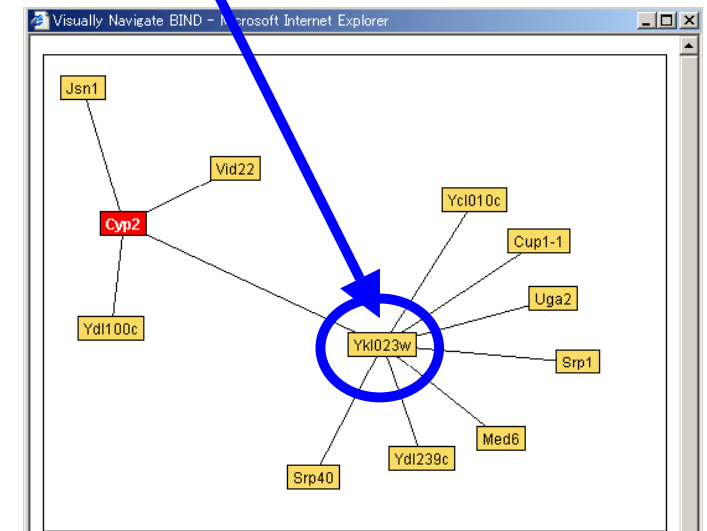 Visually Navigate BIND - Microsoft Internet Explorer
Jsn1
Vid22
Ycl010c
Cyp2
Cup1-1
Uga2
Ydl100c
Ykl023w
Srp1
Med6
Ydl239c
Srp40